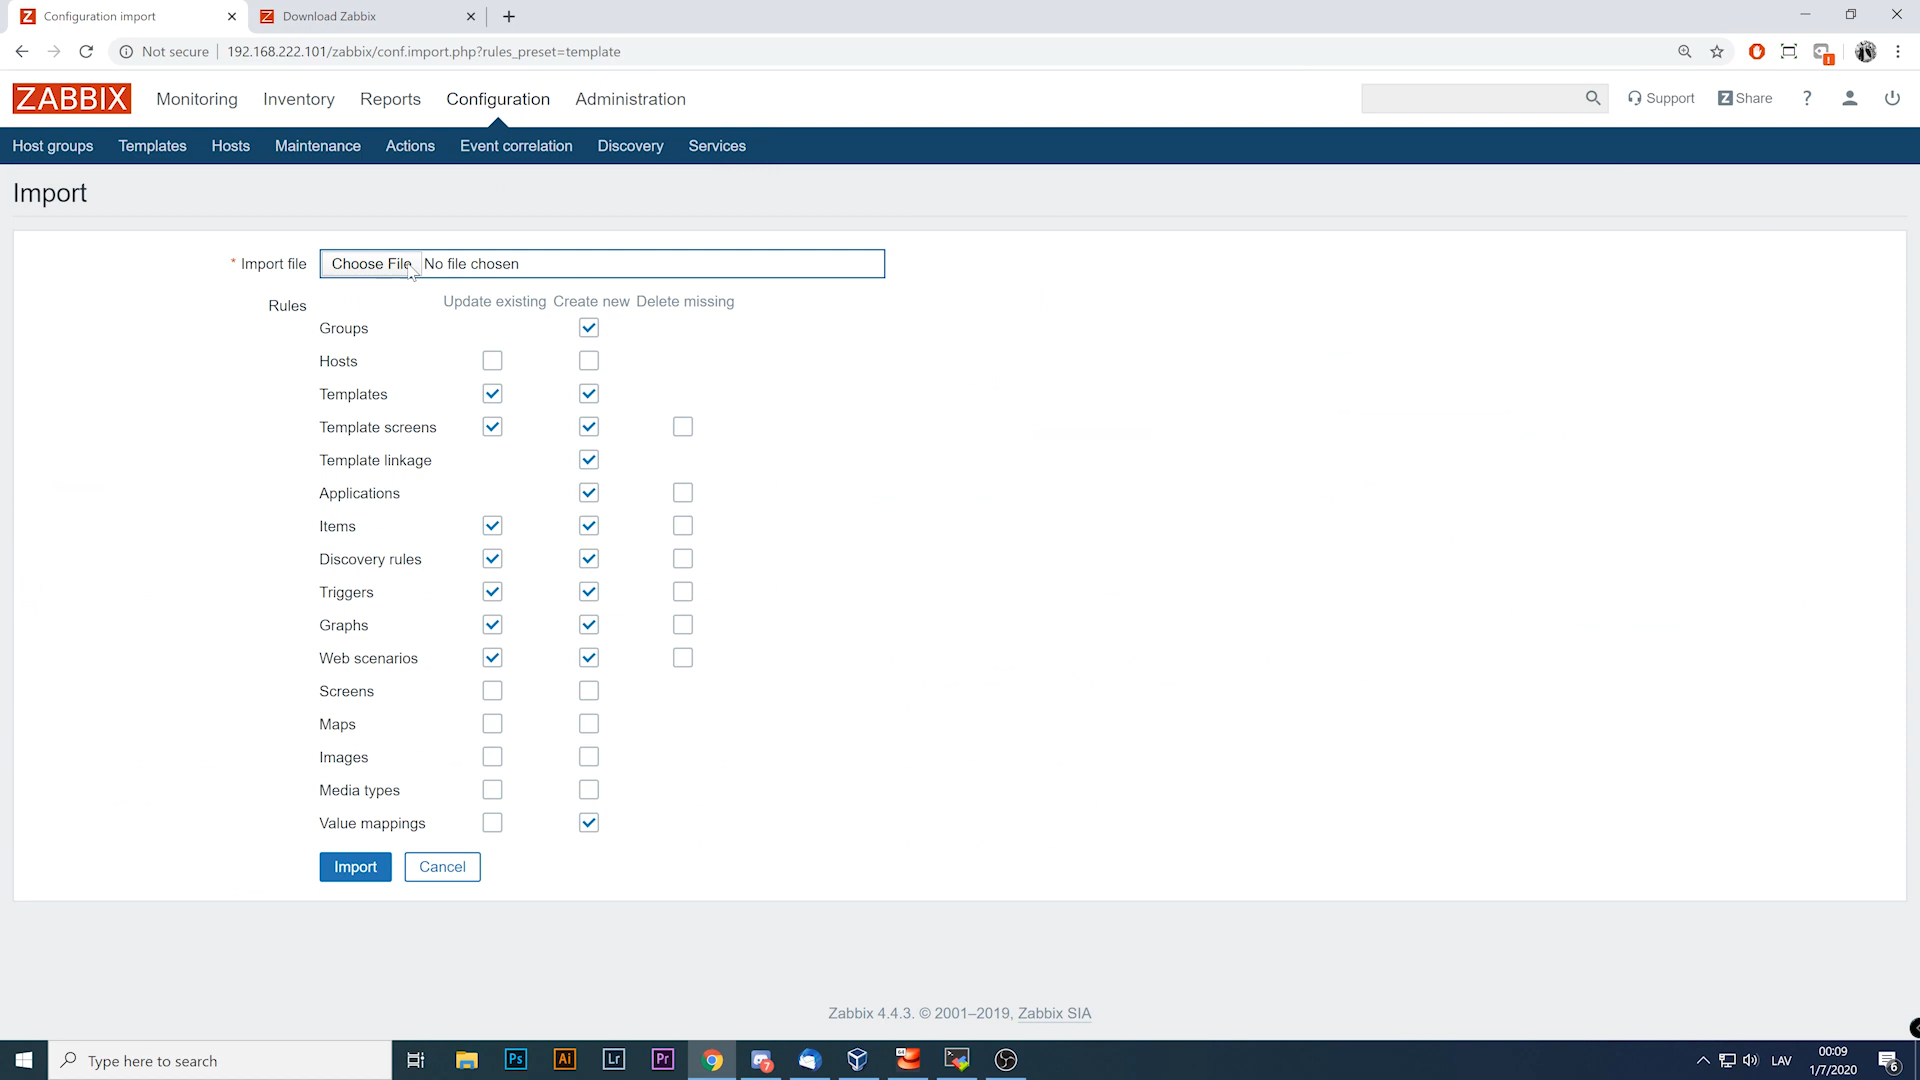 Configuration import
Download Zabbix
Not secure
192.168.222.101/zabbix/conf.import.php?rules_preset=template
ZABBIX
Monitoring
Inventory
Reports
Configuration
Administration
Support
Z Share
?
Host groups
Templates
Hosts
Maintenance
Actions
Event correlation
Discovery
Services
Import
* Import file
Choose File No file chosen
Rules
Update existing Create new Delete missing
Groups
Hosts
Templates
Template screens
Template linkage
Applications
Items
Discovery rules
Triggers
Graphs
Web scenarios
Screens
Maps
Images
Media types
Value mappings
Import
Cancel
Zabbix 4.4.3. © 2001–2019, Zabbix SIA
Type here to search
Ps
Ai
Lr
Pr
7
64
LAV
00:09
1/7/2020
6